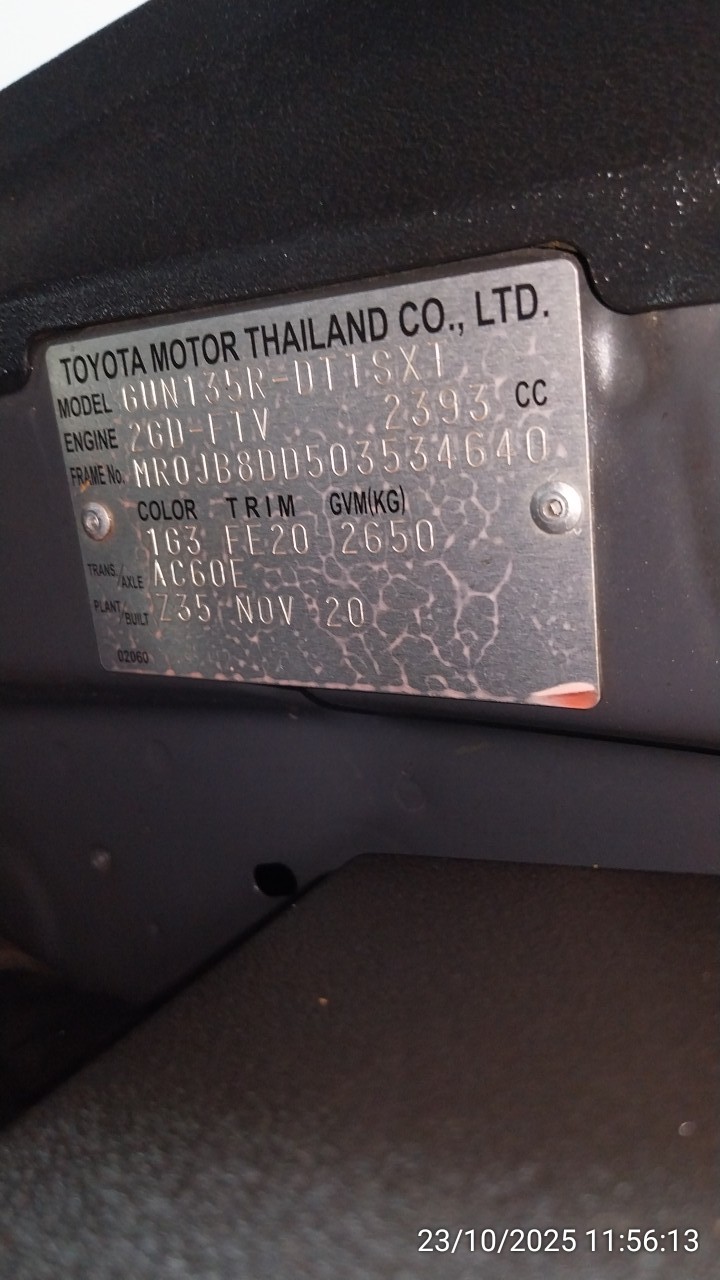 TOYOTA MOTOR THAILAND CO., LTD.
MODEL GUN135R-DTTSXT
ENGINE 2GD-FTV 2393 CC
FRAME No. MR0JB8DD503534640
COLOR TRIM GVM(KG)
1G3 FE20 2650
TRANS./AXLE AC60E
PLANT/BUILT Z35 NOV 20
02060
23/10/2025 11:56:13